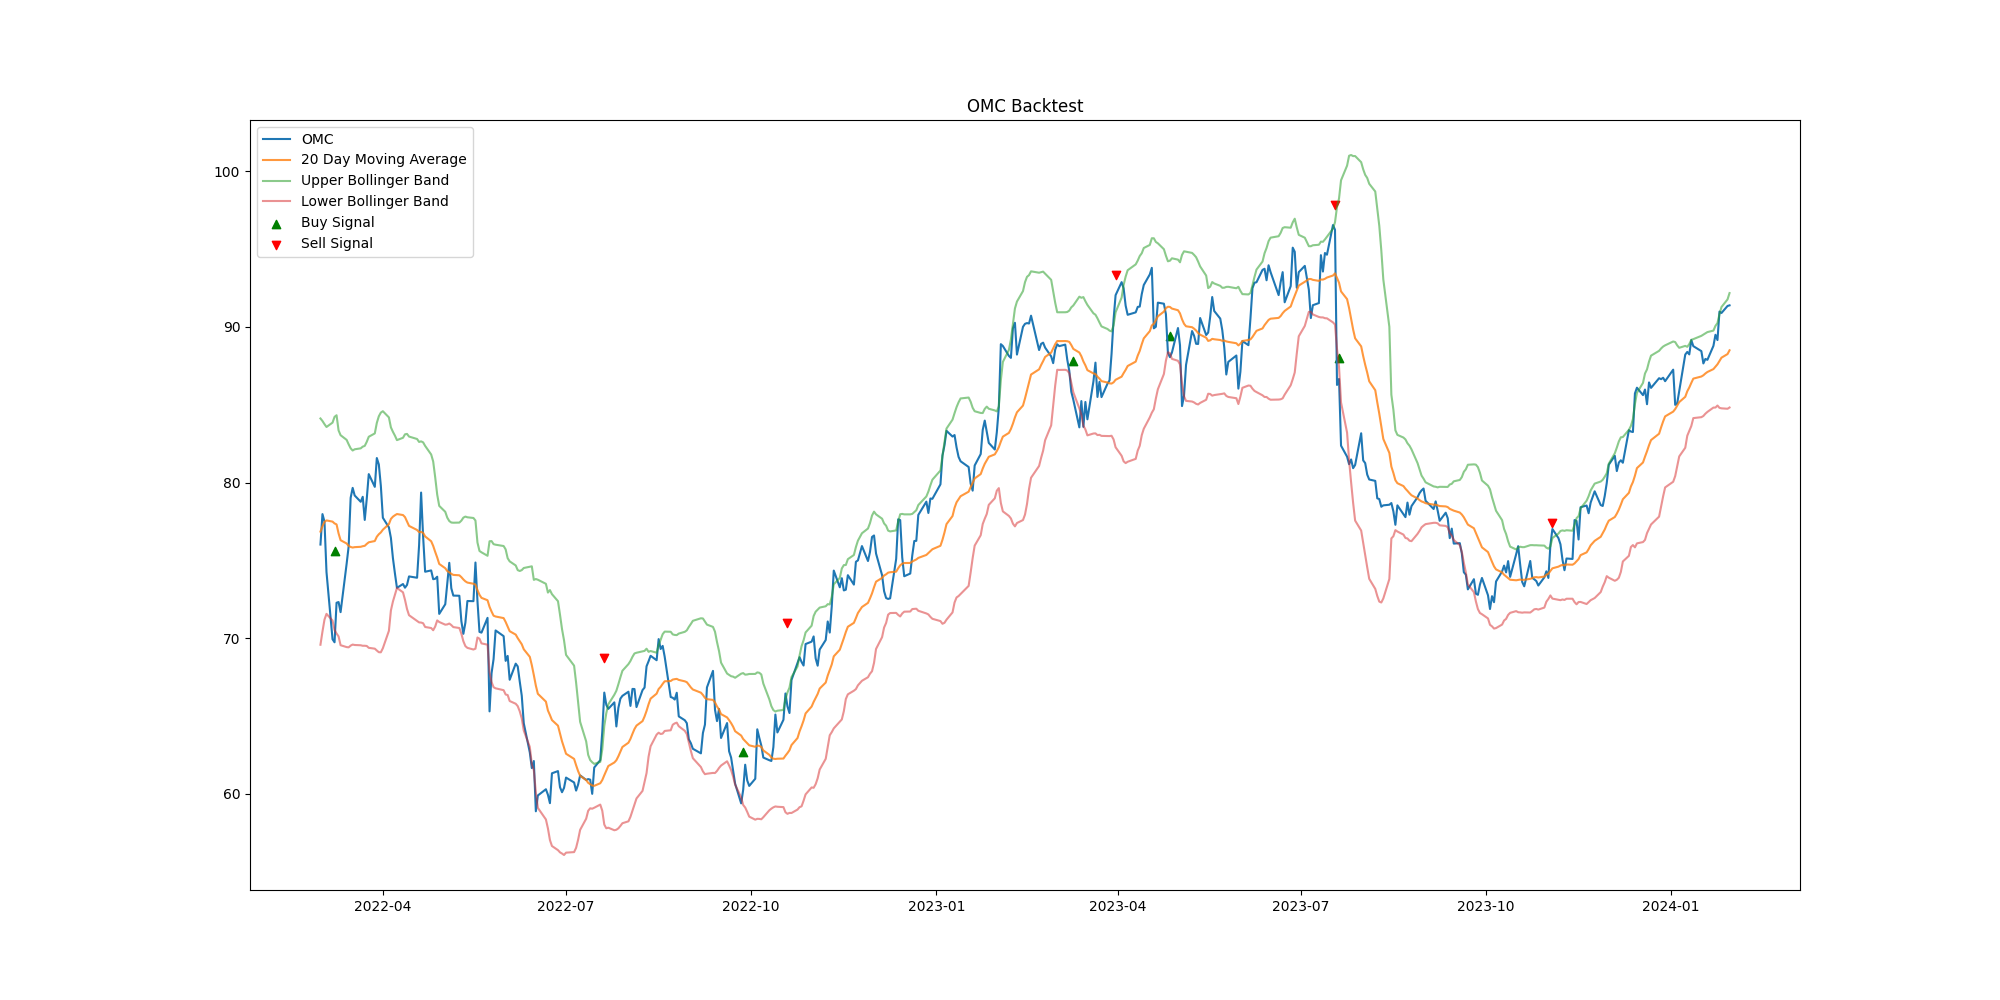 OMC Backtest
OMC
20 Day Moving Average
Upper Bollinger Band
Lower Bollinger Band
Buy Signal
Sell Signal
100
90
80
70
60
2022-04 2022-07 2022-10 2023-01 2023-04 2023-07 2023-10 2024-01